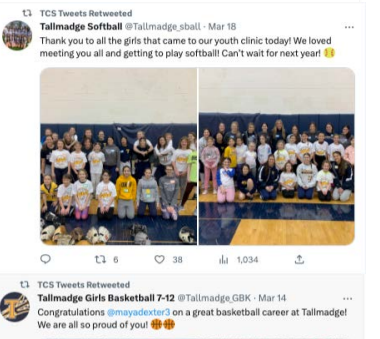 TCS Tweets Retweeted
Tallmadge Softball @Tallmadge_sball · Mar 18
Thank you to all the girls that came to our youth clinic today! We loved
meeting you all and getting to play softball! Can't wait for next year! 🥎
6 38 1,034
TCS Tweets Retweeted
Tallmadge Girls Basketball 7-12 @Tallmadge_GBK · Mar 14
Congratulations @mayadexter3 on a great basketball career at Tallmadge!
We are all so proud of you! 🏀🏀